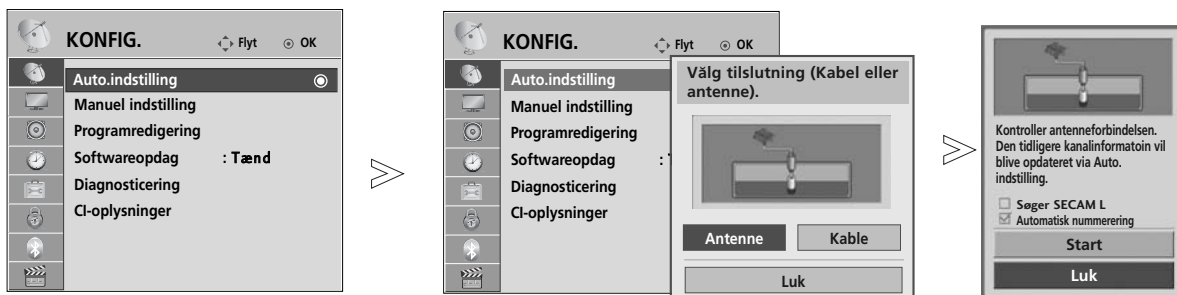 KONFIG. Flyt OK
Auto.indstilling
Manuel indstilling
Programredigering
Softwareopdag : Tænd
Diagnosticering
CI-oplysninger
KONFIG. Flyt OK
Auto.indstilling
Manuel indstilling
Programredigering
Softwareopdag :
Diagnosticering
CI-oplysninger
Välg tilslutning (Kabel eller
antenne).
Antenne Kable
Luk
Kontroller antenneforbindelsen.
Den tidligere kanalinformatoin vil
blive opdateret via Auto.
indstilling.
Søger SECAM L
Automatisk nummerering
Start
Luk